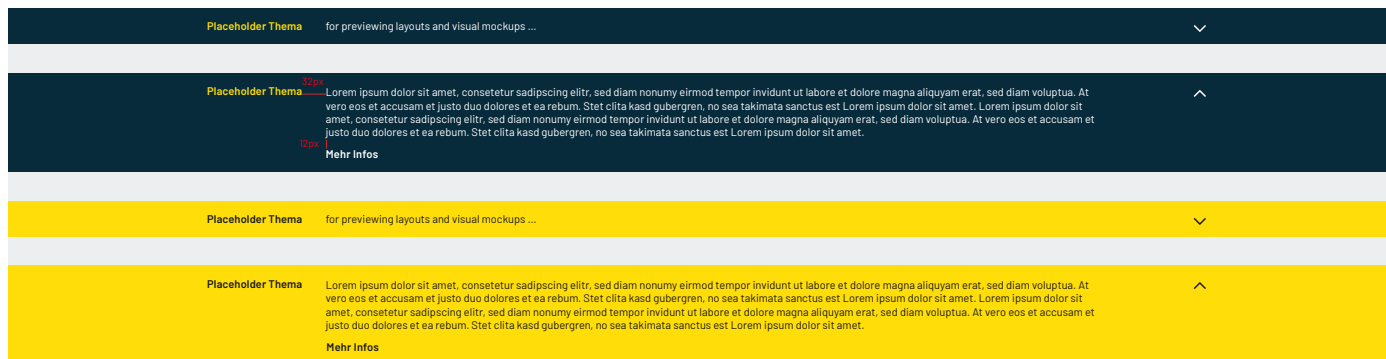 Placeholder Thema for previewing layouts and visual mockups ...
32px
Placeholder Thema Lorem ipsum dolor sit amet, consetetur sadipscing elitr, sed diam nonumy eirmod tempor invidunt ut labore et dolore magna aliquyam erat, sed diam voluptua. At
vero eos et accusam et justo duo dolores et ea rebum. Stet clita kasd gubergren, no sea takimata sanctus est Lorem ipsum dolor sit amet. Lorem ipsum dolor sit
amet, consetetur sadipscing elitr, sed diam nonumy eirmod tempor invidunt ut labore et dolore magna aliquyam erat, sed diam voluptua. At vero eos et accusam et
justo duo dolores et ea rebum. Stet clita kasd gubergren, no sea takimata sanctus est Lorem ipsum dolor sit amet.
12px
Mehr Infos
Placeholder Thema for previewing layouts and visual mockups ...
Placeholder Thema Lorem ipsum dolor sit amet, consetetur sadipscing elitr, sed diam nonumy eirmod tempor invidunt ut labore et dolore magna aliquyam erat, sed diam voluptua. At
vero eos et accusam et justo duo dolores et ea rebum. Stet clita kasd gubergren, no sea takimata sanctus est Lorem ipsum dolor sit amet. Lorem ipsum dolor sit
amet, consetetur sadipscing elitr, sed diam nonumy eirmod tempor invidunt ut labore et dolore magna aliquyam erat, sed diam voluptua. At vero eos et accusam et
justo duo dolores et ea rebum. Stet clita kasd gubergren, no sea takimata sanctus est Lorem ipsum dolor sit amet.
Mehr Infos